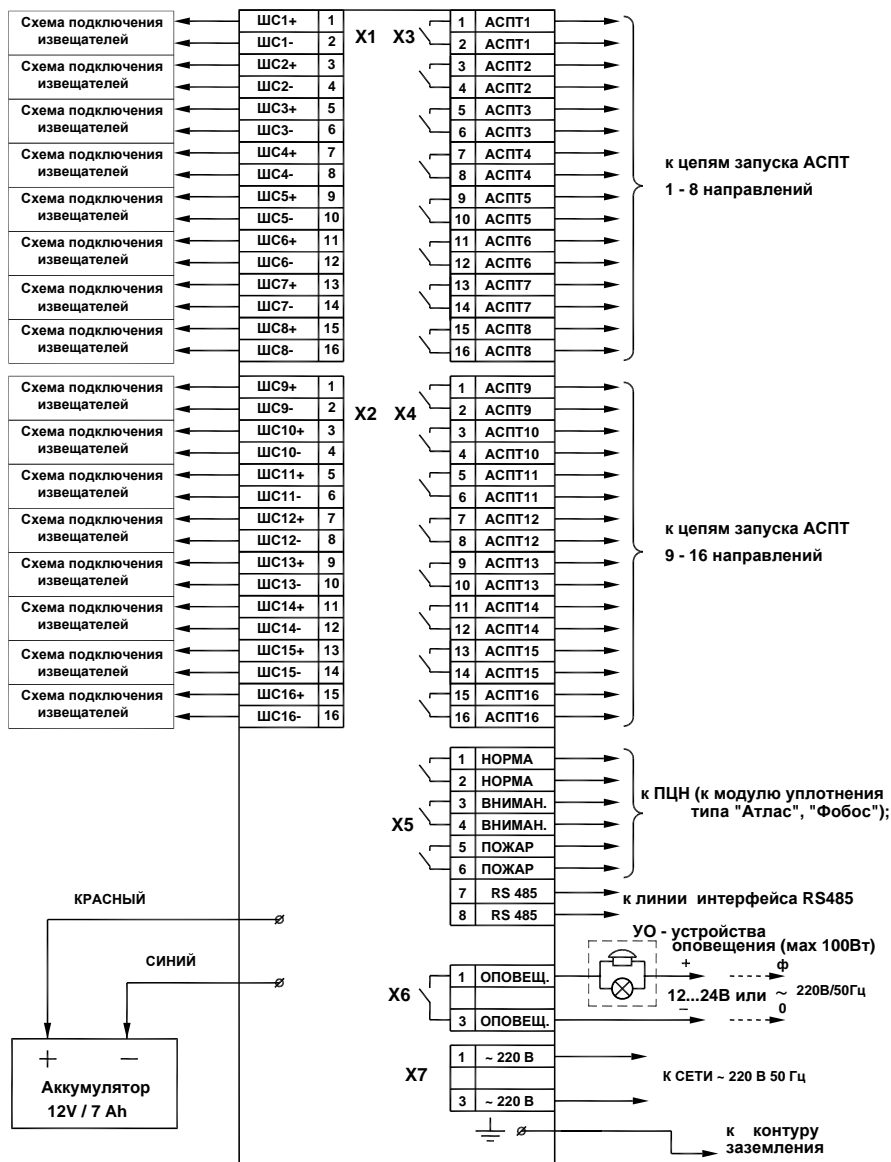 Схема подключения
извещателей
ШС1+ 1
ШС1- 2
Схема подключения
извещателей
ШС2+ 3
ШС2- 4
Схема подключения
извещателей
ШС3+ 5
ШС3- 6
Схема подключения
извещателей
ШС4+ 7
ШС4- 8
Схема подключения
извещателей
ШС5+ 9
ШС5- 10
Схема подключения
извещателей
ШС6+ 11
ШС6- 12
Схема подключения
извещателей
ШС7+ 13
ШС7- 14
Схема подключения
извещателей
ШС8+ 15
ШС8- 16
X1 X3
1 АСПТ1
2 АСПТ1
3 АСПТ2
4 АСПТ2
5 АСПТ3
6 АСПТ3
7 АСПТ4
8 АСПТ4
9 АСПТ5
10 АСПТ5
11 АСПТ6
12 АСПТ6
13 АСПТ7
14 АСПТ7
15 АСПТ8
16 АСПТ8
к цепям запуска АСПТ
1 - 8 направлений
Схема подключения
извещателей
ШС9+ 1
ШС9- 2
Схема подключения
извещателей
ШС10+ 3
ШС10- 4
Схема подключения
извещателей
ШС11+ 5
ШС11- 6
Схема подключения
извещателей
ШС12+ 7
ШС12- 8
Схема подключения
извещателей
ШС13+ 9
ШС13- 10
Схема подключения
извещателей
ШС14+ 11
ШС14- 12
Схема подключения
извещателей
ШС15+ 13
ШС15- 14
Схема подключения
извещателей
ШС16+ 15
ШС16- 16
X2 X4
1 АСПТ9
2 АСПТ9
3 АСПТ10
4 АСПТ10
5 АСПТ11
6 АСПТ11
7 АСПТ12
8 АСПТ12
9 АСПТ13
10 АСПТ13
11 АСПТ14
12 АСПТ14
13 АСПТ15
14 АСПТ15
15 АСПТ16
16 АСПТ16
к цепям запуска АСПТ
9 - 16 направлений
X5
1 НОРМА
2 НОРМА
3 ВНИМАН.
4 ВНИМАН.
5 ПОЖАР
6 ПОЖАР
7 RS 485
8 RS 485
к ПЦН (к модулю уплотнения
типа "Атлас", "Фобос");
к линии интерфейса RS485
КРАСНЫЙ
СИНИЙ
+ —
Аккумулятор
12V / 7 Ah
УО - устройства
оповещения (мах 100Вт)
X6
1 ОПОВЕЩ.
3 ОПОВЕЩ.
+ ф
12...24В или ~ 220В/50Гц
– 0
X7
1 ~ 220 В
3 ~ 220 В
К СЕТИ ~ 220 В 50 Гц
к контуру
заземления